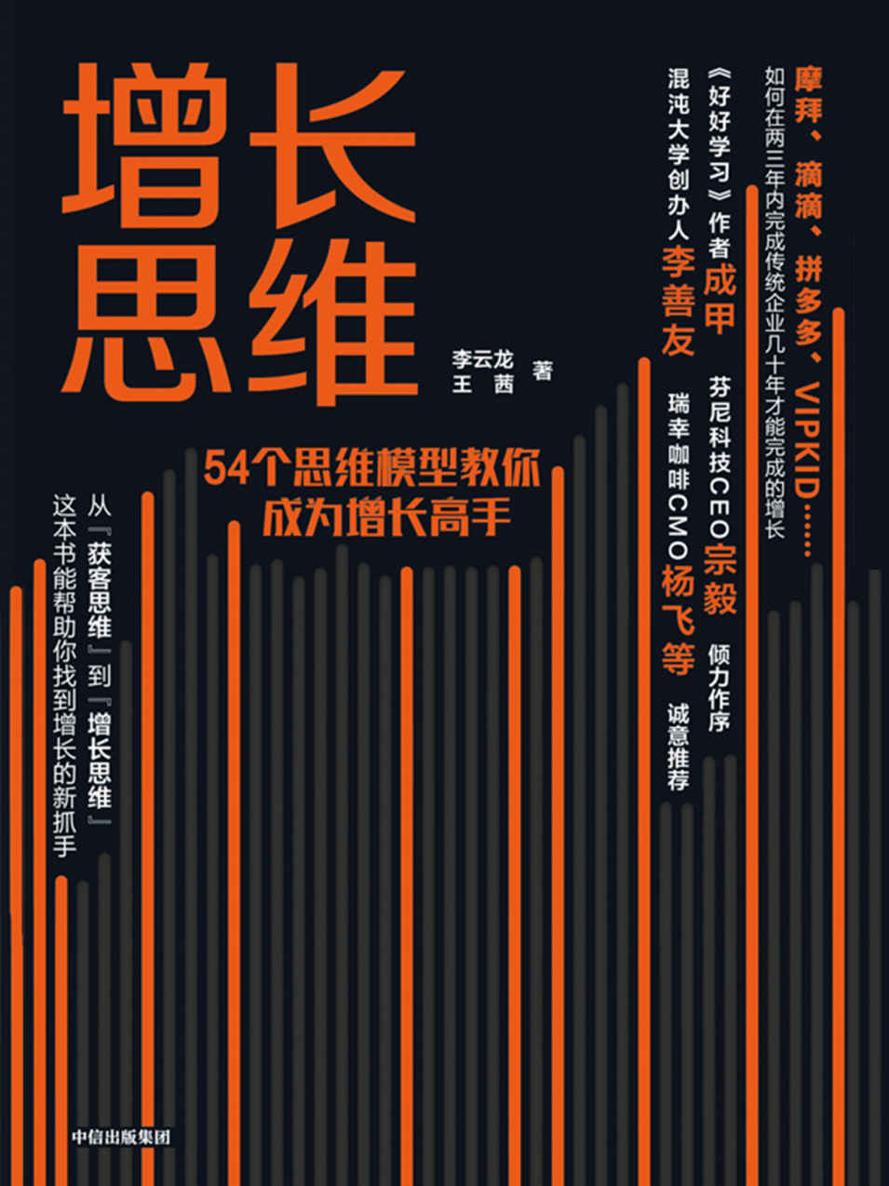 增长
思维
李云龙
王茜 著
54个思维模型教你
成为增长高手
摩拜、滴滴、拼多多、VIPKID……
如何在两三年内完成传统企业几十年才能完成的增长
《好好学习》作者成甲 芬尼科技CEO宗毅 倾力作序
混沌大学创办人李善友 瑞幸咖啡CMO杨飞等 诚意推荐
从『获客思维』到『增长思维』
这本书能帮助你找到增长的新抓手
中信出版集团